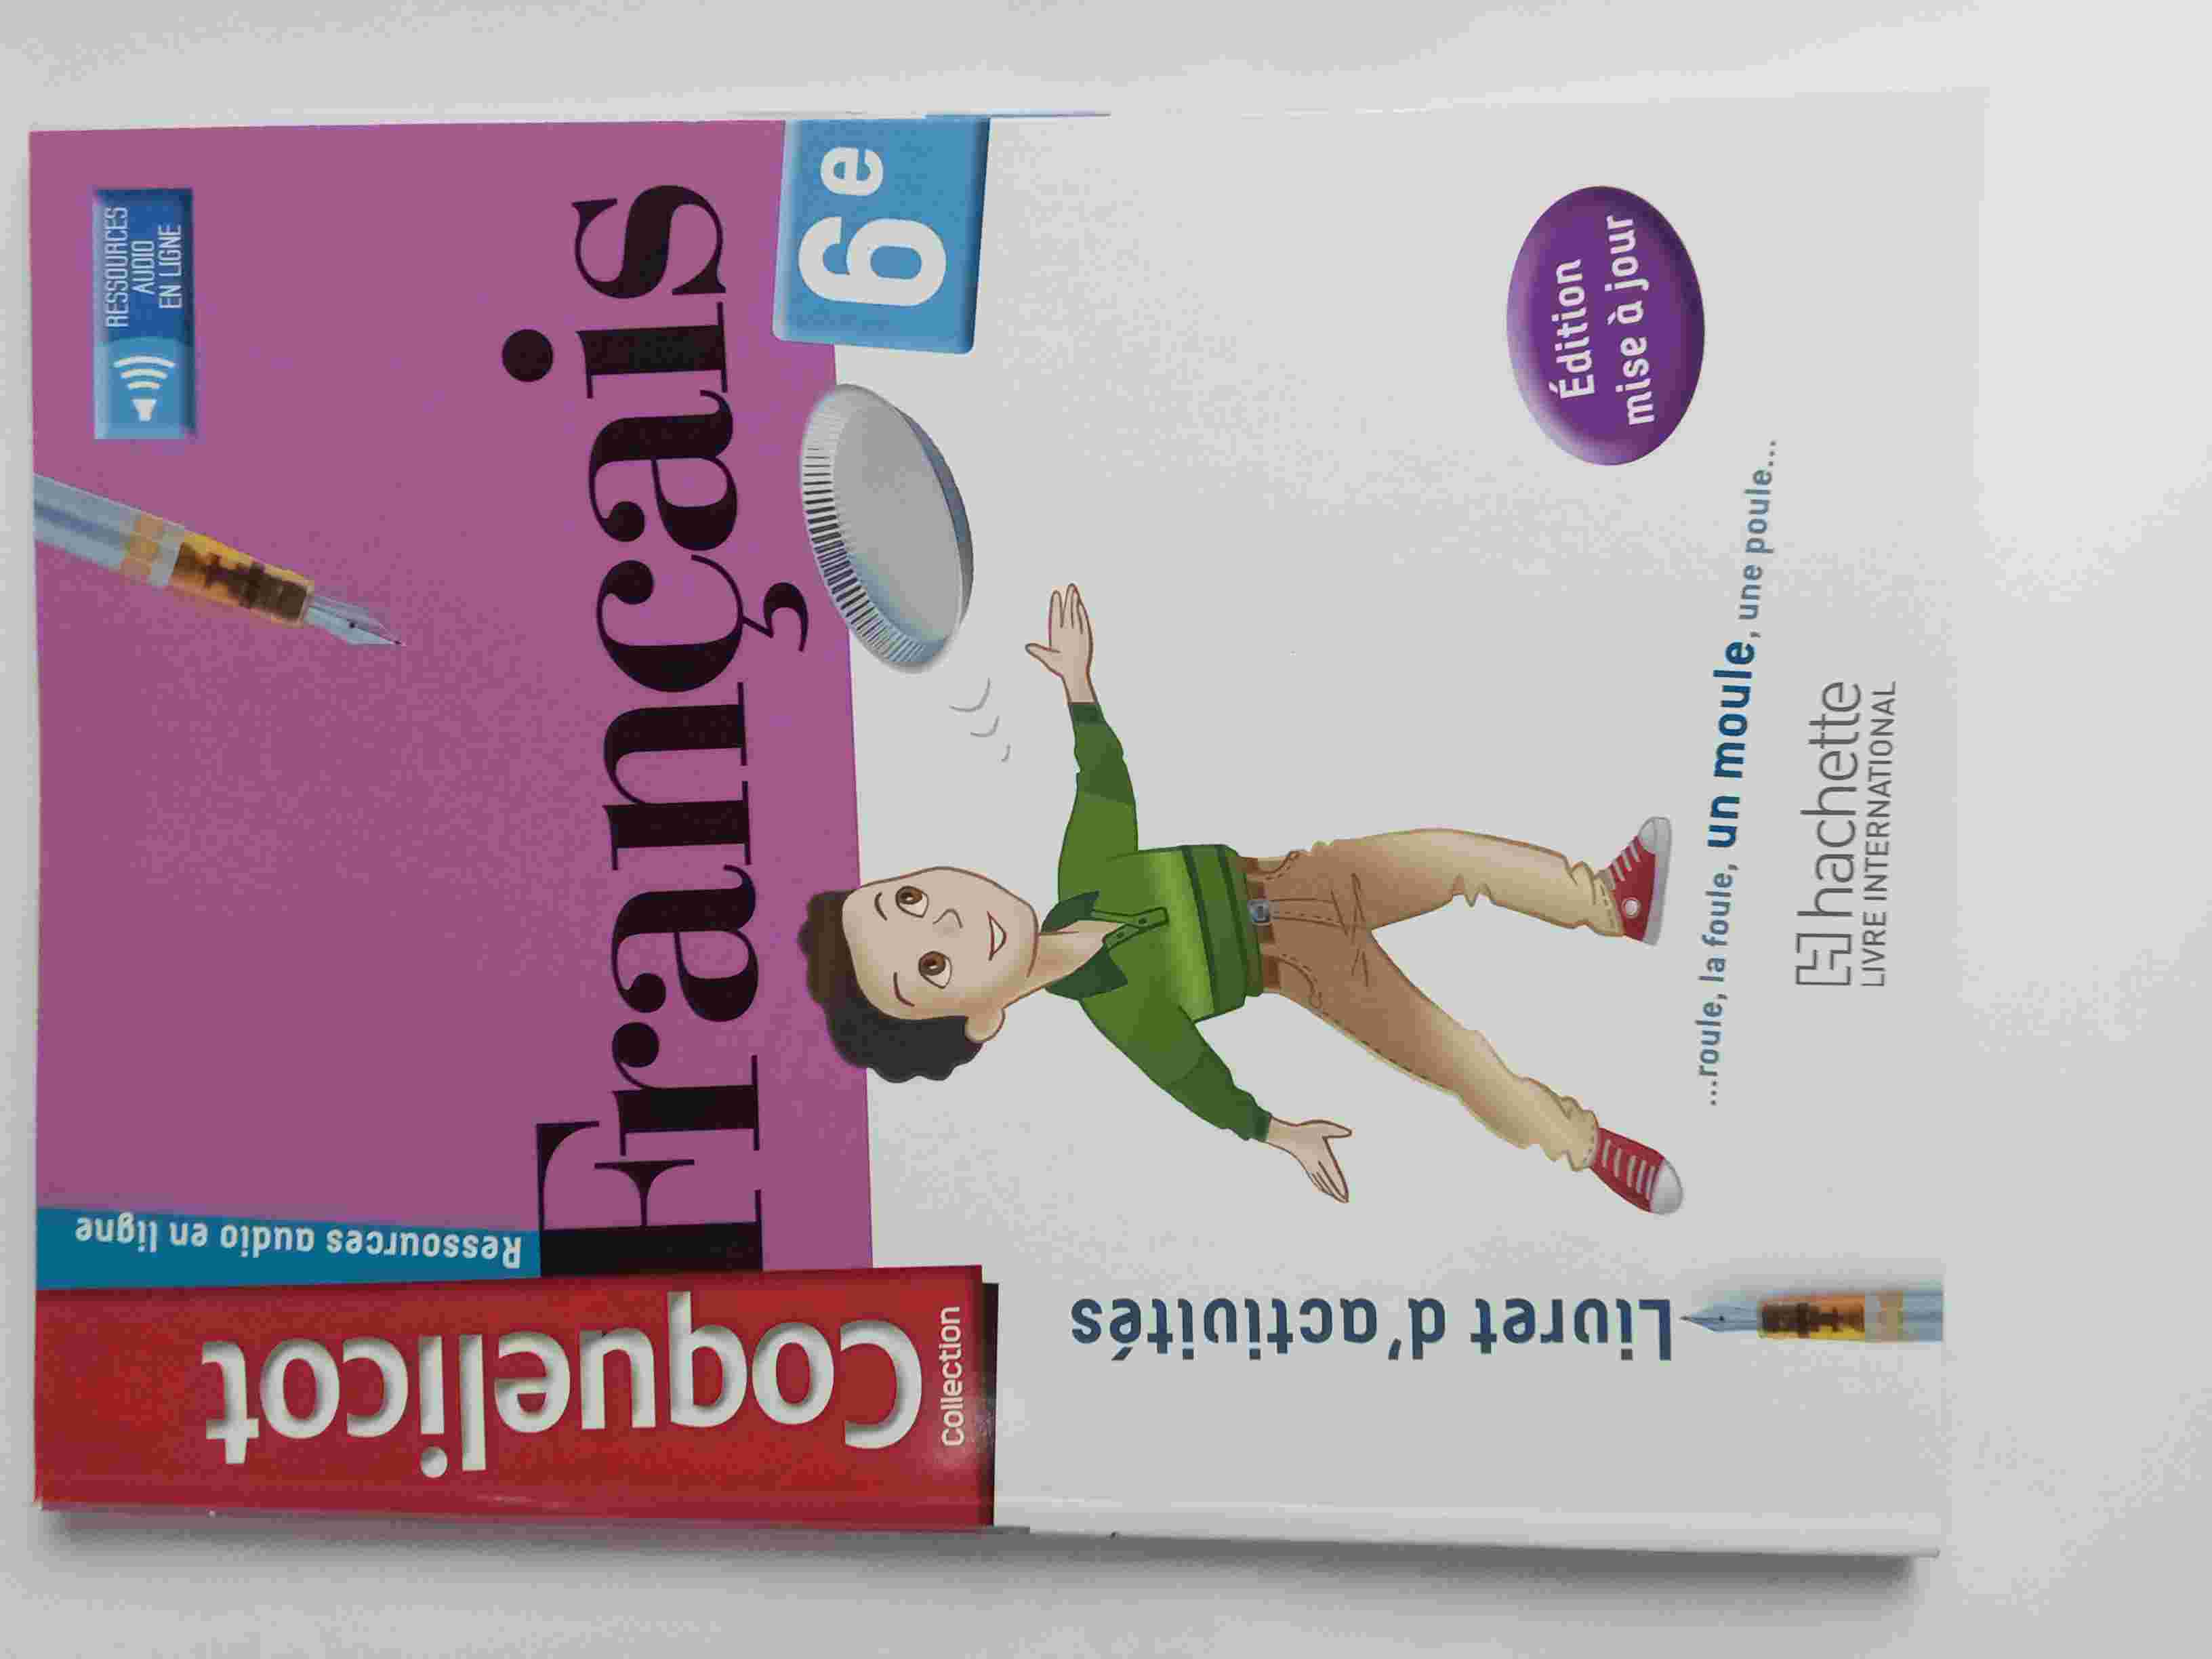 RESSOURCES
AUDIO
EN LIGNE
Ressources audio en ligne
Collection
Coquelicot
Français
6e
Livret d'activités
Édition
mise à jour
...roule, la foule, un moule, une poule...
hachette
LIVRE INTERNATIONAL